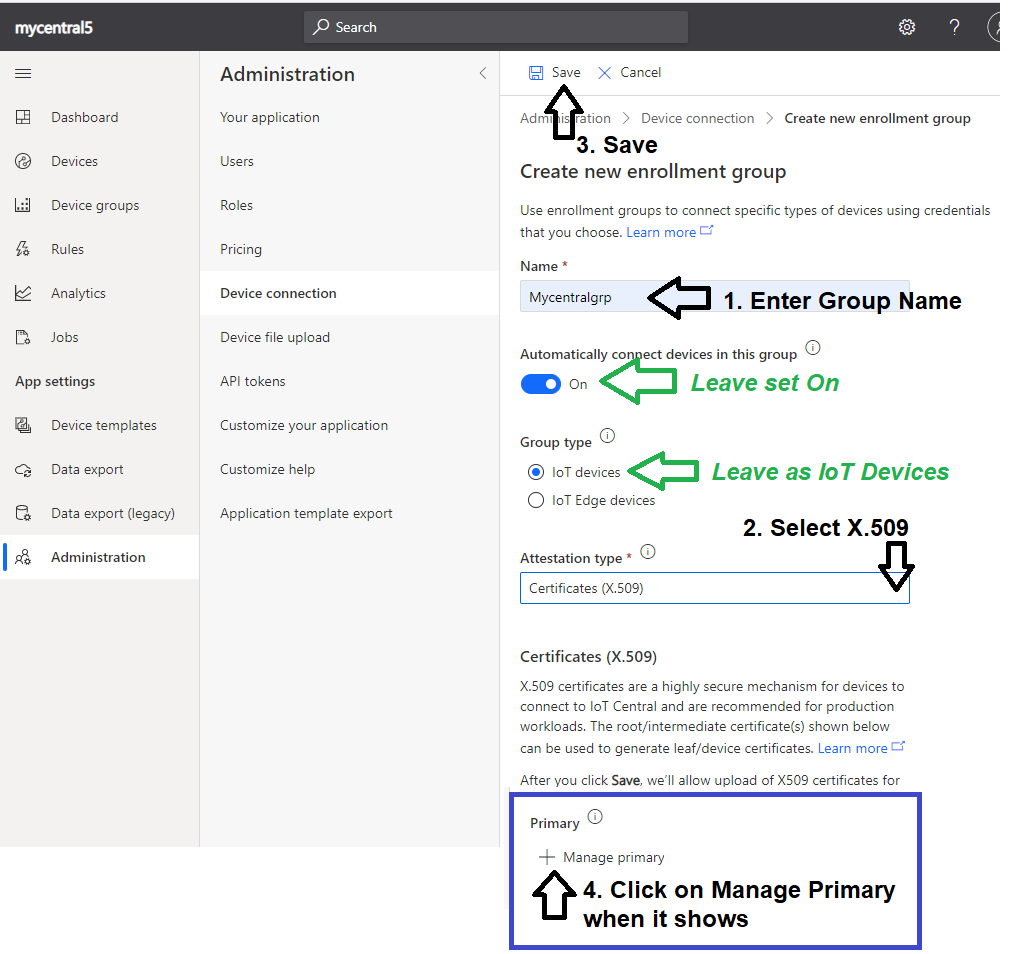 mycentral5
Search
?
Dashboard
Devices
Device groups
Rules
Analytics
Jobs
App settings
Device templates
Data export
Data export (legacy)
Administration
Administration
Your application
Users
Roles
Pricing
Device connection
Device file upload
API tokens
Customize your application
Customize help
Application template export
Save
Cancel
Administration > Device connection > Create new enrollment group
3. Save
Create new enrollment group
Use enrollment groups to connect specific types of devices using credentials
that you choose. Learn more
Name *
Mycentralgrp
1. Enter Group Name
Automatically connect devices in this group
On
Leave set On
Group type
IoT devices
Leave as IoT Devices
IoT Edge devices
2. Select X.509
Attestation type *
Certificates (X.509)
Certificates (X.509)
X.509 certificates are a highly secure mechanism for devices to
connect to IoT Central and are recommended for production
workloads. The root/intermediate certificate(s) shown below
can be used to generate leaf/device certificates. Learn more
After you click Save, we'll allow upload of X509 certificates for
Primary
Manage primary
4. Click on Manage Primary
when it shows